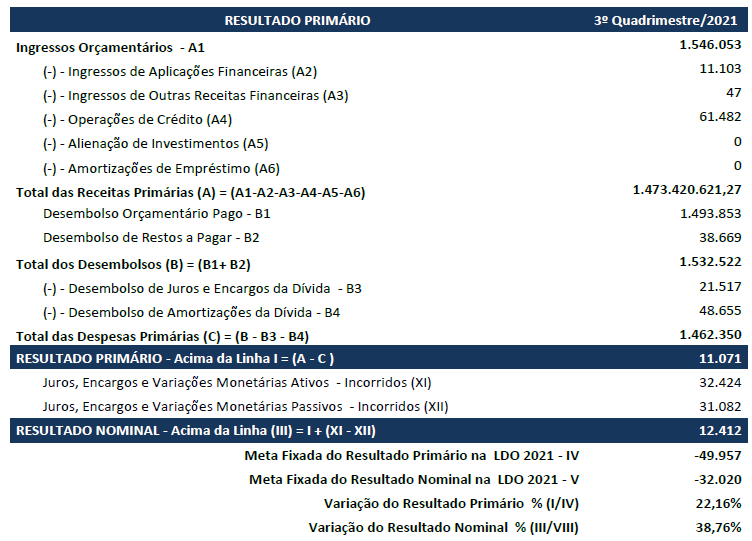 RESULTADO PRIMÁRIO 3º Quadrimestre/2021
Ingressos Orçamentários - A1 1.546.053
(-) - Ingressos de Aplicações Financeiras (A2) 11.103
(-) - Ingressos de Outras Receitas Financeiras (A3) 47
(-) - Operações de Crédito (A4) 61.482
(-) - Alienação de Investimentos (A5) 0
(-) - Amortizações de Empréstimo (A6) 0
Total das Receitas Primárias (A) = (A1-A2-A3-A4-A5-A6) 1.473.420.621,27
Desembolso Orçamentário Pago - B1 1.493.853
Desembolso de Restos a Pagar - B2 38.669
Total dos Desembolsos (B) = (B1+ B2) 1.532.522
(-) - Desembolso de Juros e Encargos da Dívida - B3 21.517
(-) - Desembolso de Amortizações da Dívida - B4 48.655
Total das Despesas Primárias (C) = (B - B3 - B4) 1.462.350
RESULTADO PRIMÁRIO - Acima da Linha I = (A - C ) 11.071
Juros, Encargos e Variações Monetárias Ativos - Incorridos (XI) 32.424
Juros, Encargos e Variações Monetárias Passivos - Incorridos (XII) 31.082
RESULTADO NOMINAL - Acima da Linha (III) = I + (XI - XII) 12.412
Meta Fixada do Resultado Primário na LDO 2021 - IV -49.957
Meta Fixada do Resultado Nominal na LDO 2021 - V -32.020
Variação do Resultado Primário % (I/IV) 22,16%
Variação do Resultado Nominal % (III/VIII) 38,76%